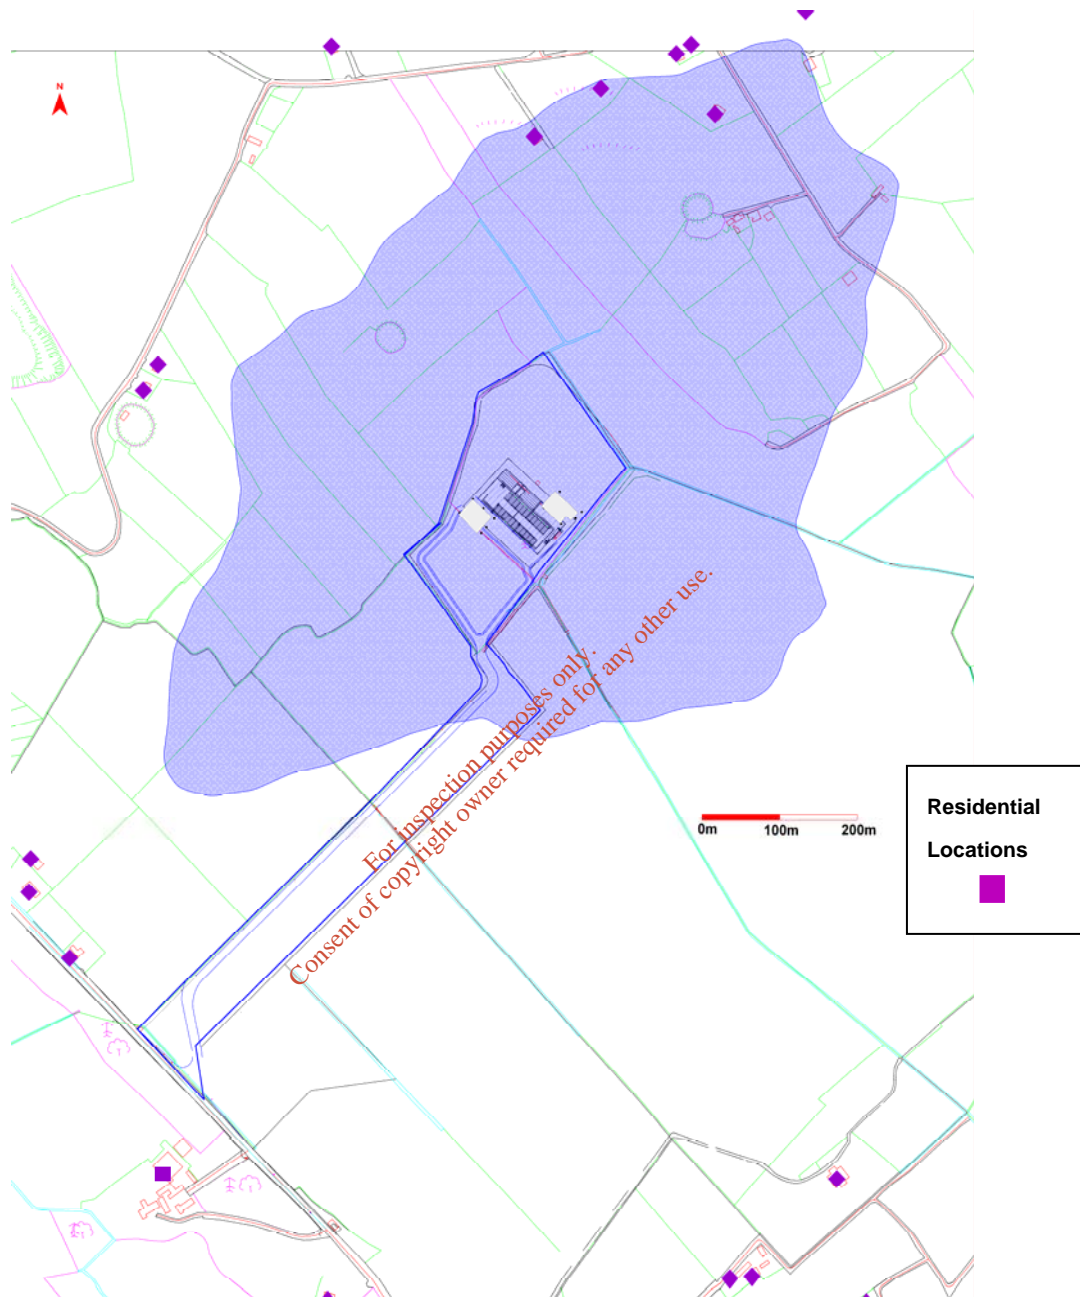 N
For inspection purposes only.
Consent of copyright owner required for any other use.
0m 100m 200m
Residential
Locations